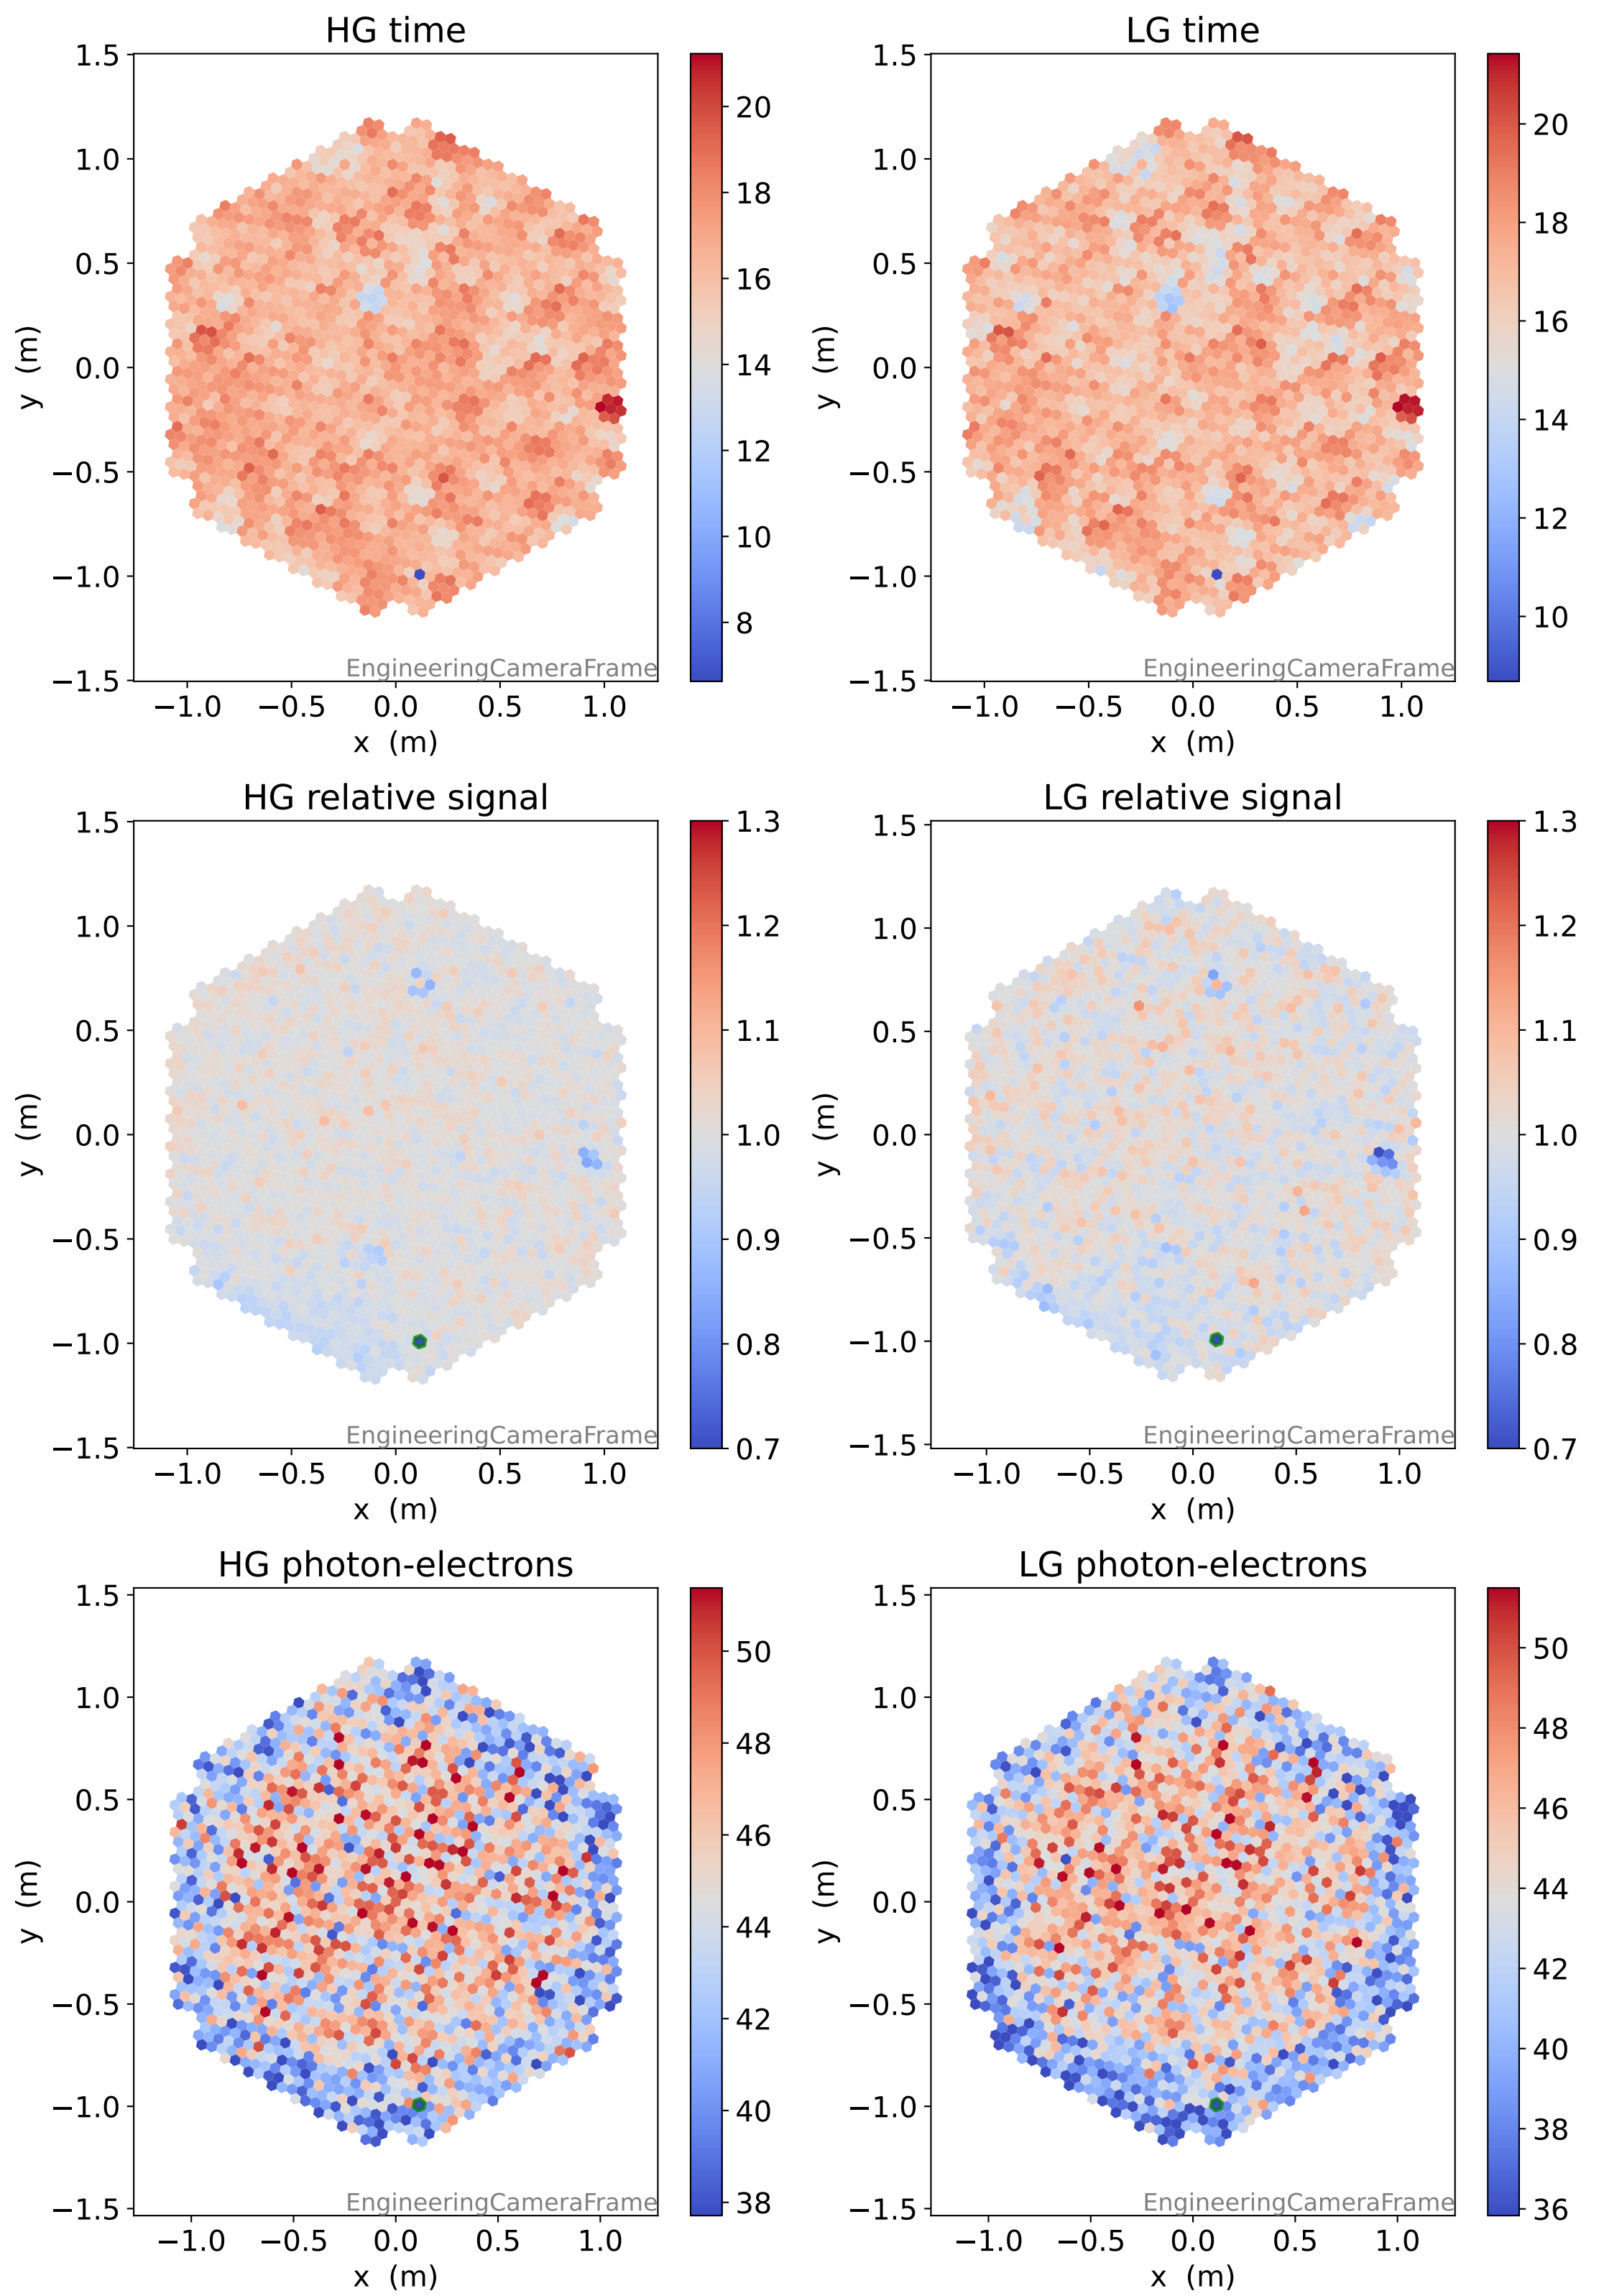 HG time
1.5
1.0
0.5
0.0
−0.5
−1.0
−1.5
y (m)
−1.0 −0.5 0.0 0.5 1.0
x (m)
EngineeringCameraFrame
20
18
16
14
12
10
8
LG time
1.5
1.0
0.5
0.0
−0.5
−1.0
−1.5
y (m)
−1.0 −0.5 0.0 0.5 1.0
x (m)
EngineeringCameraFrame
20
18
16
14
12
10
HG relative signal
1.5
1.0
0.5
0.0
−0.5
−1.0
−1.5
y (m)
−1.0 −0.5 0.0 0.5 1.0
x (m)
EngineeringCameraFrame
1.3
1.2
1.1
1.0
0.9
0.8
0.7
LG relative signal
1.5
1.0
0.5
0.0
−0.5
−1.0
−1.5
y (m)
−1.0 −0.5 0.0 0.5 1.0
x (m)
EngineeringCameraFrame
1.3
1.2
1.1
1.0
0.9
0.8
0.7
HG photon-electrons
1.5
1.0
0.5
0.0
−0.5
−1.0
−1.5
y (m)
−1.0 −0.5 0.0 0.5 1.0
x (m)
EngineeringCameraFrame
50
48
46
44
42
40
38
LG photon-electrons
1.5
1.0
0.5
0.0
−0.5
−1.0
−1.5
y (m)
−1.0 −0.5 0.0 0.5 1.0
x (m)
EngineeringCameraFrame
50
48
46
44
42
40
38
36